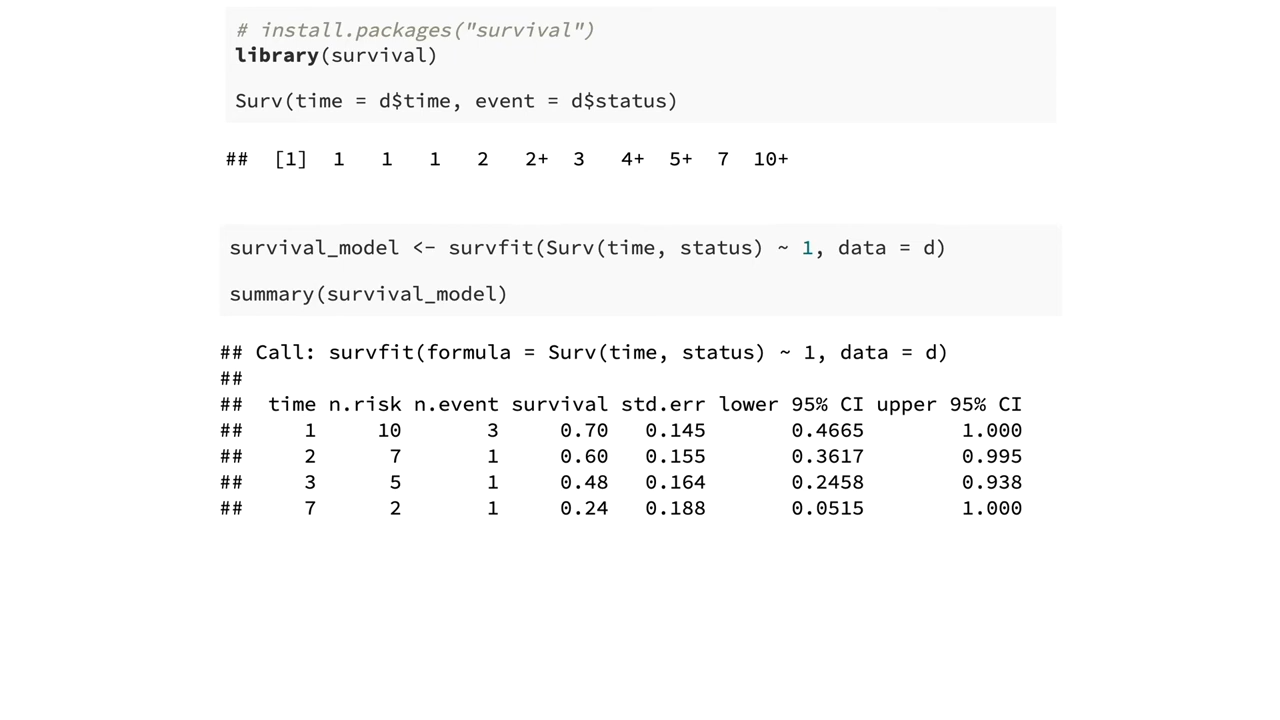 # install.packages("survival")
library(survival)
Surv(time = d$time, event = d$status)
## [1] 1 1 1 2 2+ 3 4+ 5+ 7 10+
survival_model <- survfit(Surv(time, status) ~ 1, data = d)
summary(survival_model)
## Call: survfit(formula = Surv(time, status) ~ 1, data = d)
##
## time n.risk n.event survival std.err lower 95% CI upper 95% CI
## 1 10 3 0.70 0.145 0.4665 1.000
## 2 7 1 0.60 0.155 0.3617 0.995
## 3 5 1 0.48 0.164 0.2458 0.938
## 7 2 1 0.24 0.188 0.0515 1.000